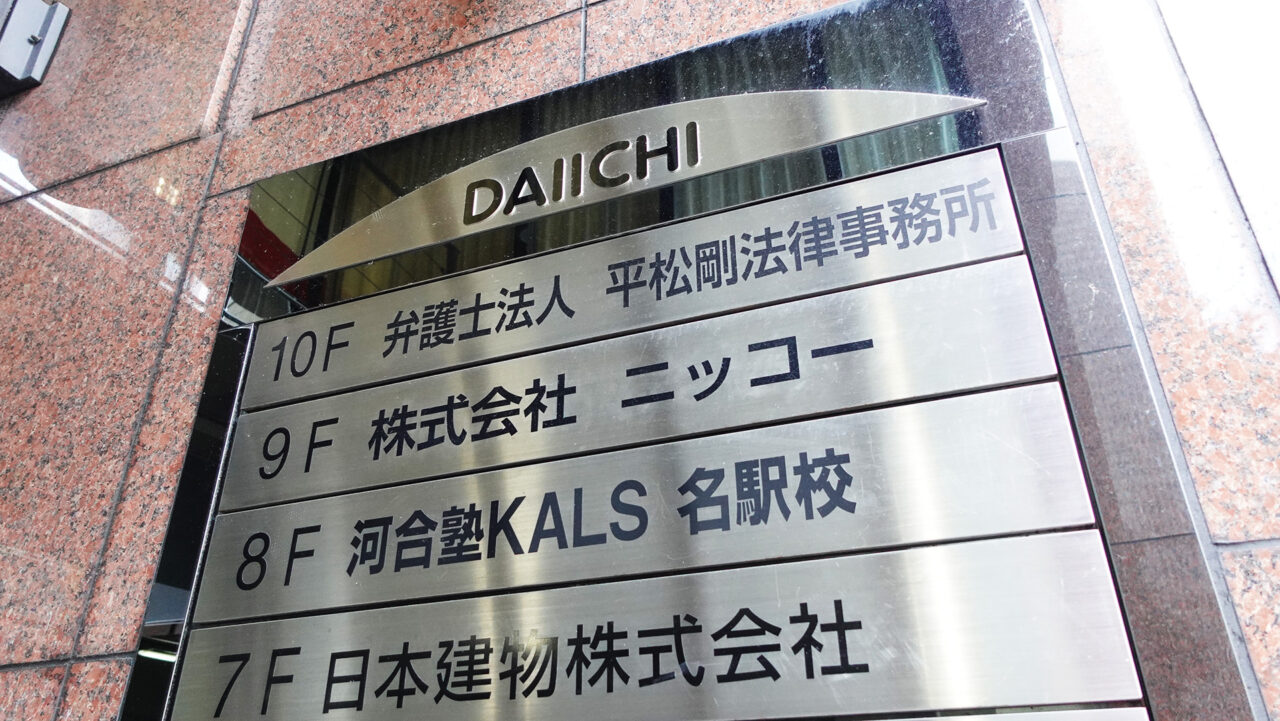 DAIICHI
10F 弁護士法人 平松剛法律事務所
9F 株式会社 ニッコー
8F 河合塾KALS 名駅校
7F 日本建物株式会社